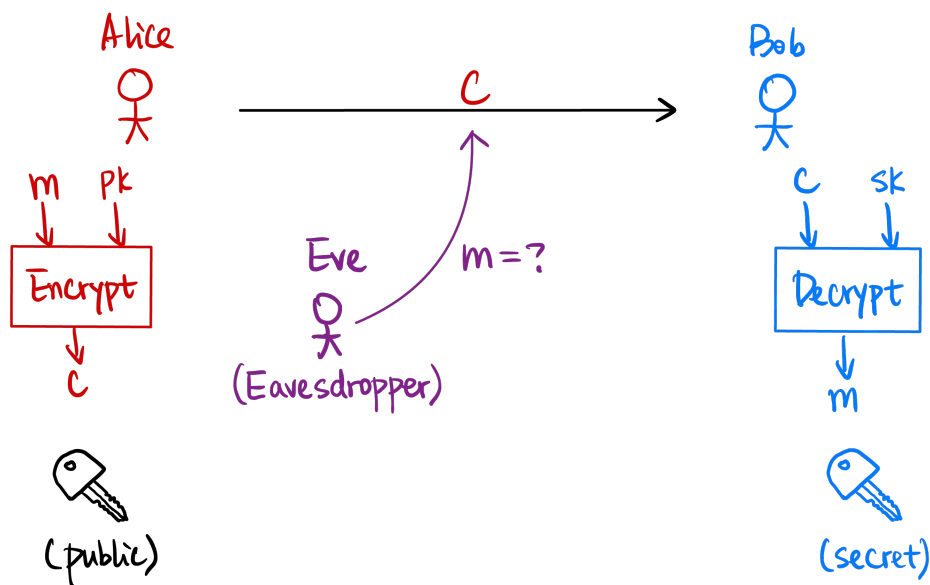 Alice
Bob
C
m pk
c sk
Eve
m = ?
Encrypt
Decrypt
(Eavesdropper)
C
m
(public)
(secret)